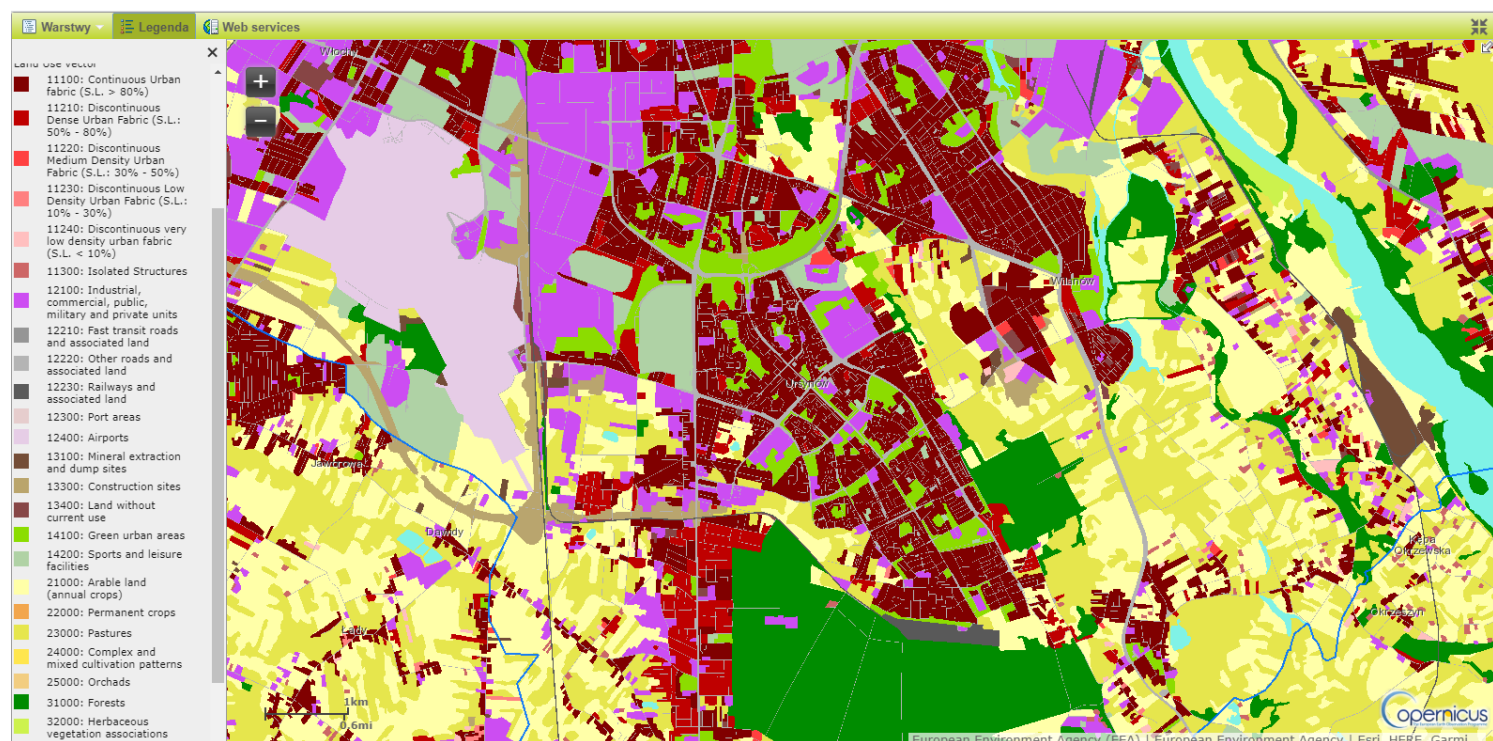 Warstwy
Legenda
Web services
Land Use vector
11100: Continuous Urban
fabric (S.L. > 80%)
11210: Discontinuous
Dense Urban Fabric (S.L.:
50% - 80%)
11220: Discontinuous
Medium Density Urban
Fabric (S.L.: 30% - 50%)
11230: Discontinuous Low
Density Urban Fabric (S.L.:
10% - 30%)
11240: Discontinuous very
low density urban fabric
(S.L. < 10%)
11300: Isolated Structures
12100: Industrial,
commercial, public,
military and private units
12210: Fast transit roads
and associated land
12220: Other roads and
associated land
12230: Railways and
associated land
12300: Port areas
12400: Airports
13100: Mineral extraction
and dump sites
13300: Construction sites
13400: Land without
current use
14100: Green urban areas
14200: Sports and leisure
facilities
21000: Arable land
(annual crops)
22000: Permanent crops
23000: Pastures
24000: Complex and
mixed cultivation patterns
25000: Orchads
31000: Forests
32000: Herbaceous
vegetation associations
+
−
Włochy
Wilanów
Ursynów
Jaworowa
Dawidy
Łady
Kępa
Okrzewska
Okrzeszyn
1km
0.6mi
Copernicus
European Environment Agency (EEA) | European Environment Agency | Esri, HERE, Garmi